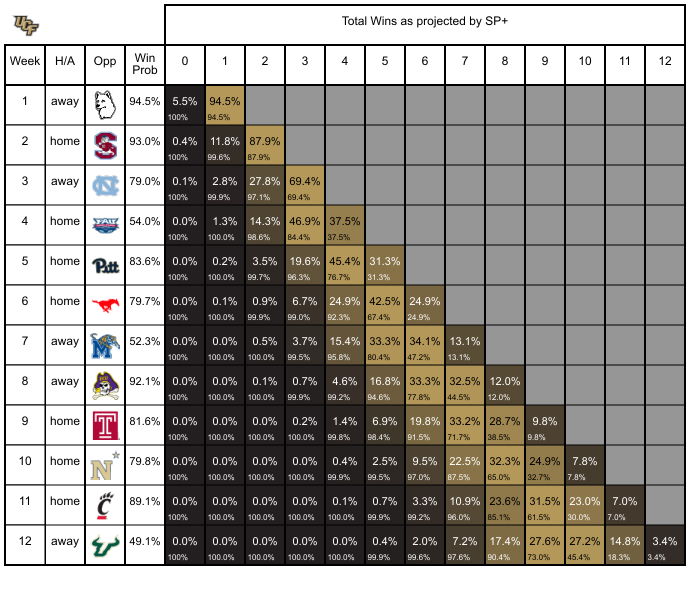 UCF
Total Wins as projected by SP+
Week H/A Opp Win Prob 0 1 2 3 4 5 6 7 8 9 10 11 12
1 away 94.5% 5.5% 94.5%
100% 94.5%
2 home 93.0% 0.4% 11.8% 87.9%
100% 99.6% 87.9%
3 away NC 79.0% 0.1% 2.8% 27.8% 69.4%
100% 99.9% 97.1% 69.4%
4 home FAU 54.0% 0.0% 1.3% 14.3% 46.9% 37.5%
100% 100.0% 98.6% 84.4% 37.5%
5 home Pitt 83.6% 0.0% 0.2% 3.5% 19.6% 45.4% 31.3%
100% 100.0% 99.7% 96.3% 76.7% 31.3%
6 home 79.7% 0.0% 0.1% 0.9% 6.7% 24.9% 42.5% 24.9%
100% 100.0% 99.9% 99.0% 92.3% 67.4% 24.9%
7 away M 52.3% 0.0% 0.0% 0.5% 3.7% 15.4% 33.3% 34.1% 13.1%
100% 100.0% 100.0% 99.5% 95.8% 80.4% 47.2% 13.1%
8 away 92.1% 0.0% 0.0% 0.1% 0.7% 4.6% 16.8% 33.3% 32.5% 12.0%
100% 100.0% 100.0% 99.9% 99.2% 94.6% 77.8% 44.5% 12.0%
9 home T 81.6% 0.0% 0.0% 0.0% 0.2% 1.4% 6.9% 19.8% 33.2% 28.7% 9.8%
100% 100.0% 100.0% 100.0% 99.8% 98.4% 91.5% 71.7% 38.5% 9.8%
10 home N 79.8% 0.0% 0.0% 0.0% 0.0% 0.4% 2.5% 9.5% 22.5% 32.3% 24.9% 7.8%
100% 100.0% 100.0% 100.0% 99.9% 99.5% 97.0% 87.5% 65.0% 32.7% 7.8%
11 home C 89.1% 0.0% 0.0% 0.0% 0.0% 0.1% 0.7% 3.3% 10.9% 23.6% 31.5% 23.0% 7.0%
100% 100.0% 100.0% 100.0% 100.0% 99.9% 99.2% 96.0% 85.1% 61.5% 30.0% 7.0%
12 away 49.1% 0.0% 0.0% 0.0% 0.0% 0.0% 0.4% 2.0% 7.2% 17.4% 27.6% 27.2% 14.8% 3.4%
100% 100.0% 100.0% 100.0% 100.0% 99.9% 99.6% 97.6% 90.4% 73.0% 45.4% 18.3% 3.4%